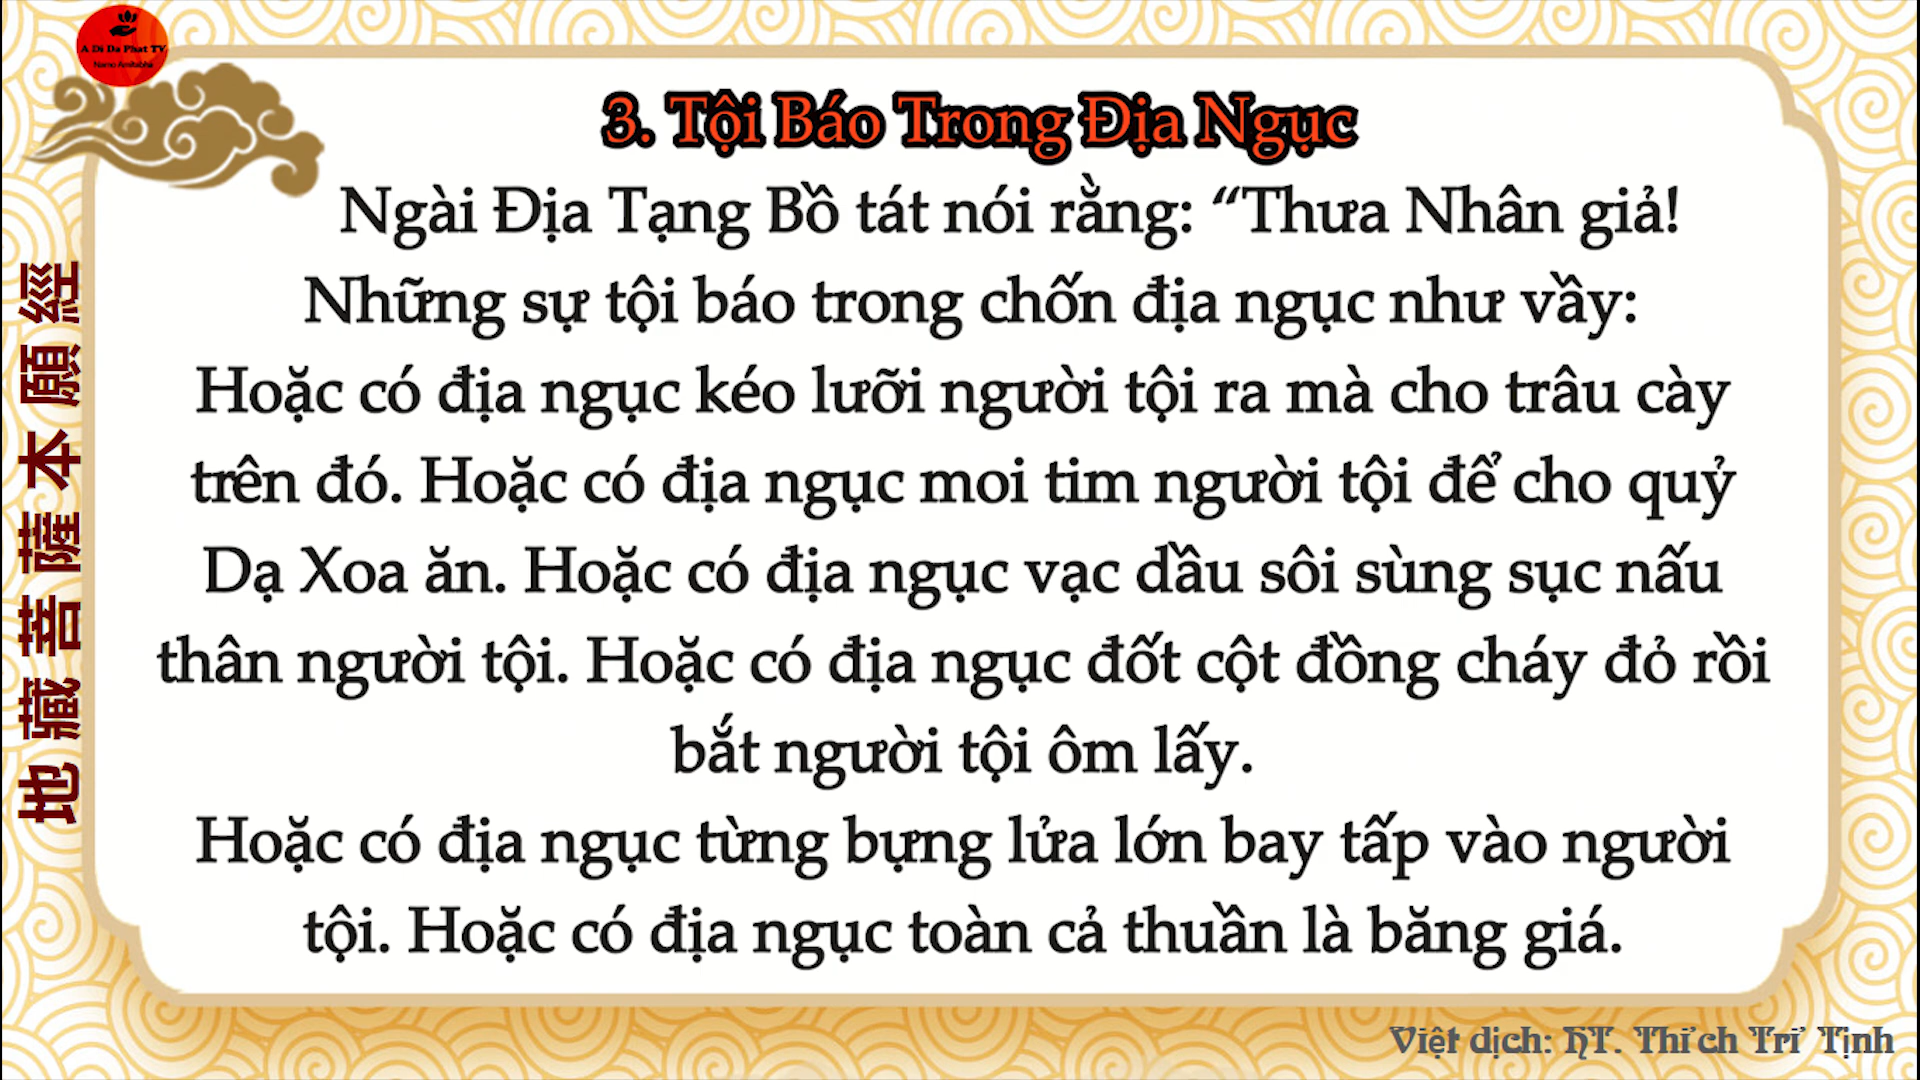 A Di Da Phat TV
Namo Amitabha
3. Tội Báo Trong Địa Ngục
Ngài Địa Tạng Bồ tát nói rằng: “Thưa Nhân giả!
Những sự tội báo trong chốn địa ngục như vầy:
Hoặc có địa ngục kéo lưỡi người tội ra mà cho trâu cày
trên đó. Hoặc có địa ngục moi tim người tội để cho quỷ
Dạ Xoa ăn. Hoặc có địa ngục vạc dầu sôi sùng sục nấu
thân người tội. Hoặc có địa ngục đốt cột đồng cháy đỏ rồi
bắt người tội ôm lấy.
Hoặc có địa ngục từng bựng lửa lớn bay tấp vào người
tội. Hoặc có địa ngục toàn cả thuần là băng giá.
地藏菩薩本願經
Việt dịch: HT. Thích Trí Tịnh